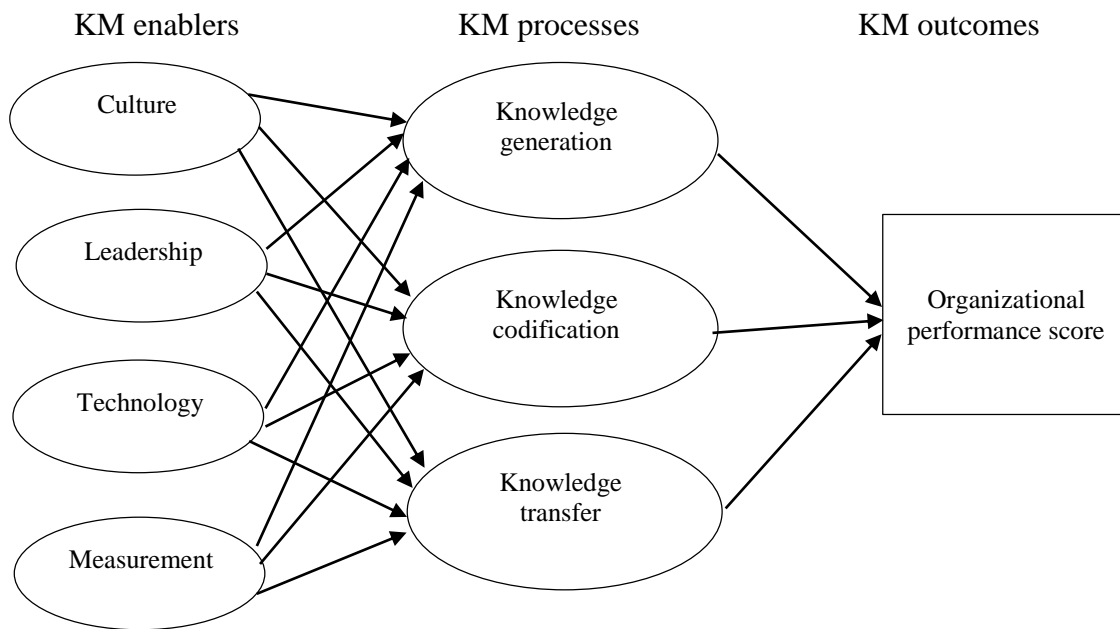 KM enablers
KM processes
KM outcomes
Culture
Leadership
Technology
Measurement
Knowledge
generation
Knowledge
codification
Knowledge
transfer
Organizational
performance score